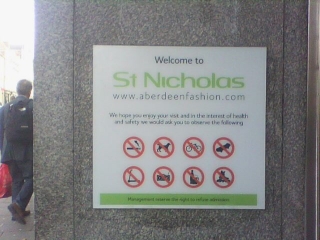 Welcome to
St Nicholas
www.aberdeenfashion.com
We hope you enjoy your visit and in the interest of health
and safety we would ask you to observe the following
Management reserve the right to refuse admission